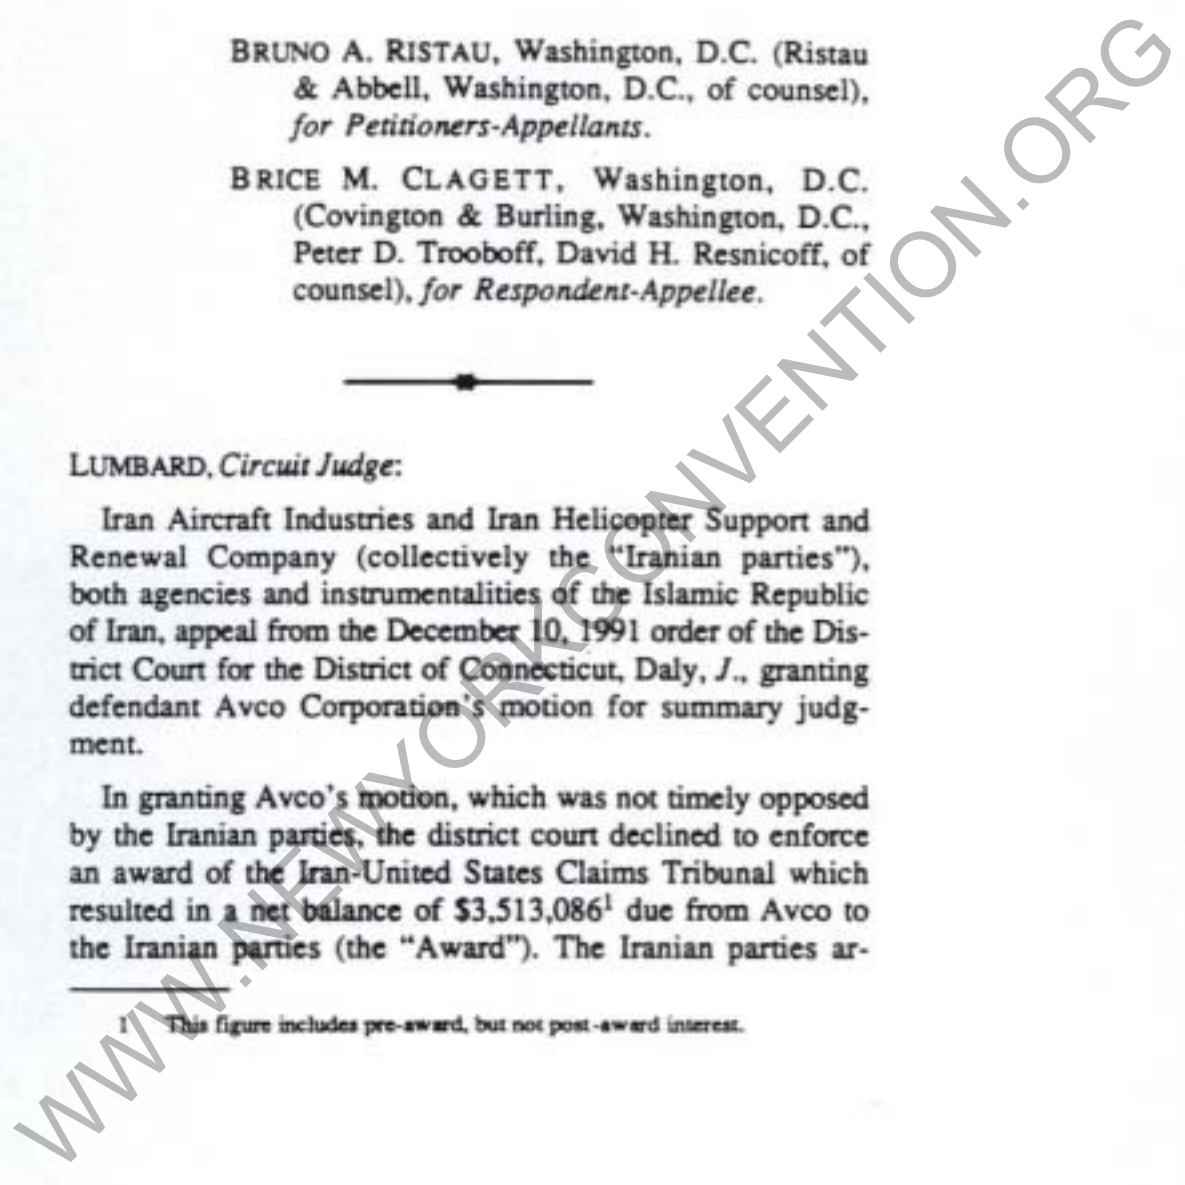 BRUNO A. RISTAU, Washington, D.C. (Ristau
& Abbell, Washington, D.C., of counsel),
for Petitioners-Appellants.
BRICE M. CLAGETT, Washington, D.C.
(Covington & Burling, Washington, D.C.,
Peter D. Trooboff, David H. Resnicoff, of
counsel), for Respondent-Appellee.
LUMBARD, Circuit Judge:
Iran Aircraft Industries and Iran Helicopter Support and
Renewal Company (collectively the “Iranian parties”),
both agencies and instrumentalities of the Islamic Republic
of Iran, appeal from the December 10, 1991 order of the Dis-
trict Court for the District of Connecticut, Daly, J., granting
defendant Avco Corporation's motion for summary judg-
ment.
In granting Avco's motion, which was not timely opposed
by the Iranian parties, the district court declined to enforce
an award of the Iran-United States Claims Tribunal which
resulted in a net balance of $3,513,086¹ due from Avco to
the Iranian parties (the “Award”). The Iranian parties ar-
1 This figure includes pre-award, but not post-award interest.
WWW.NEWYORKCONVENTION.ORG